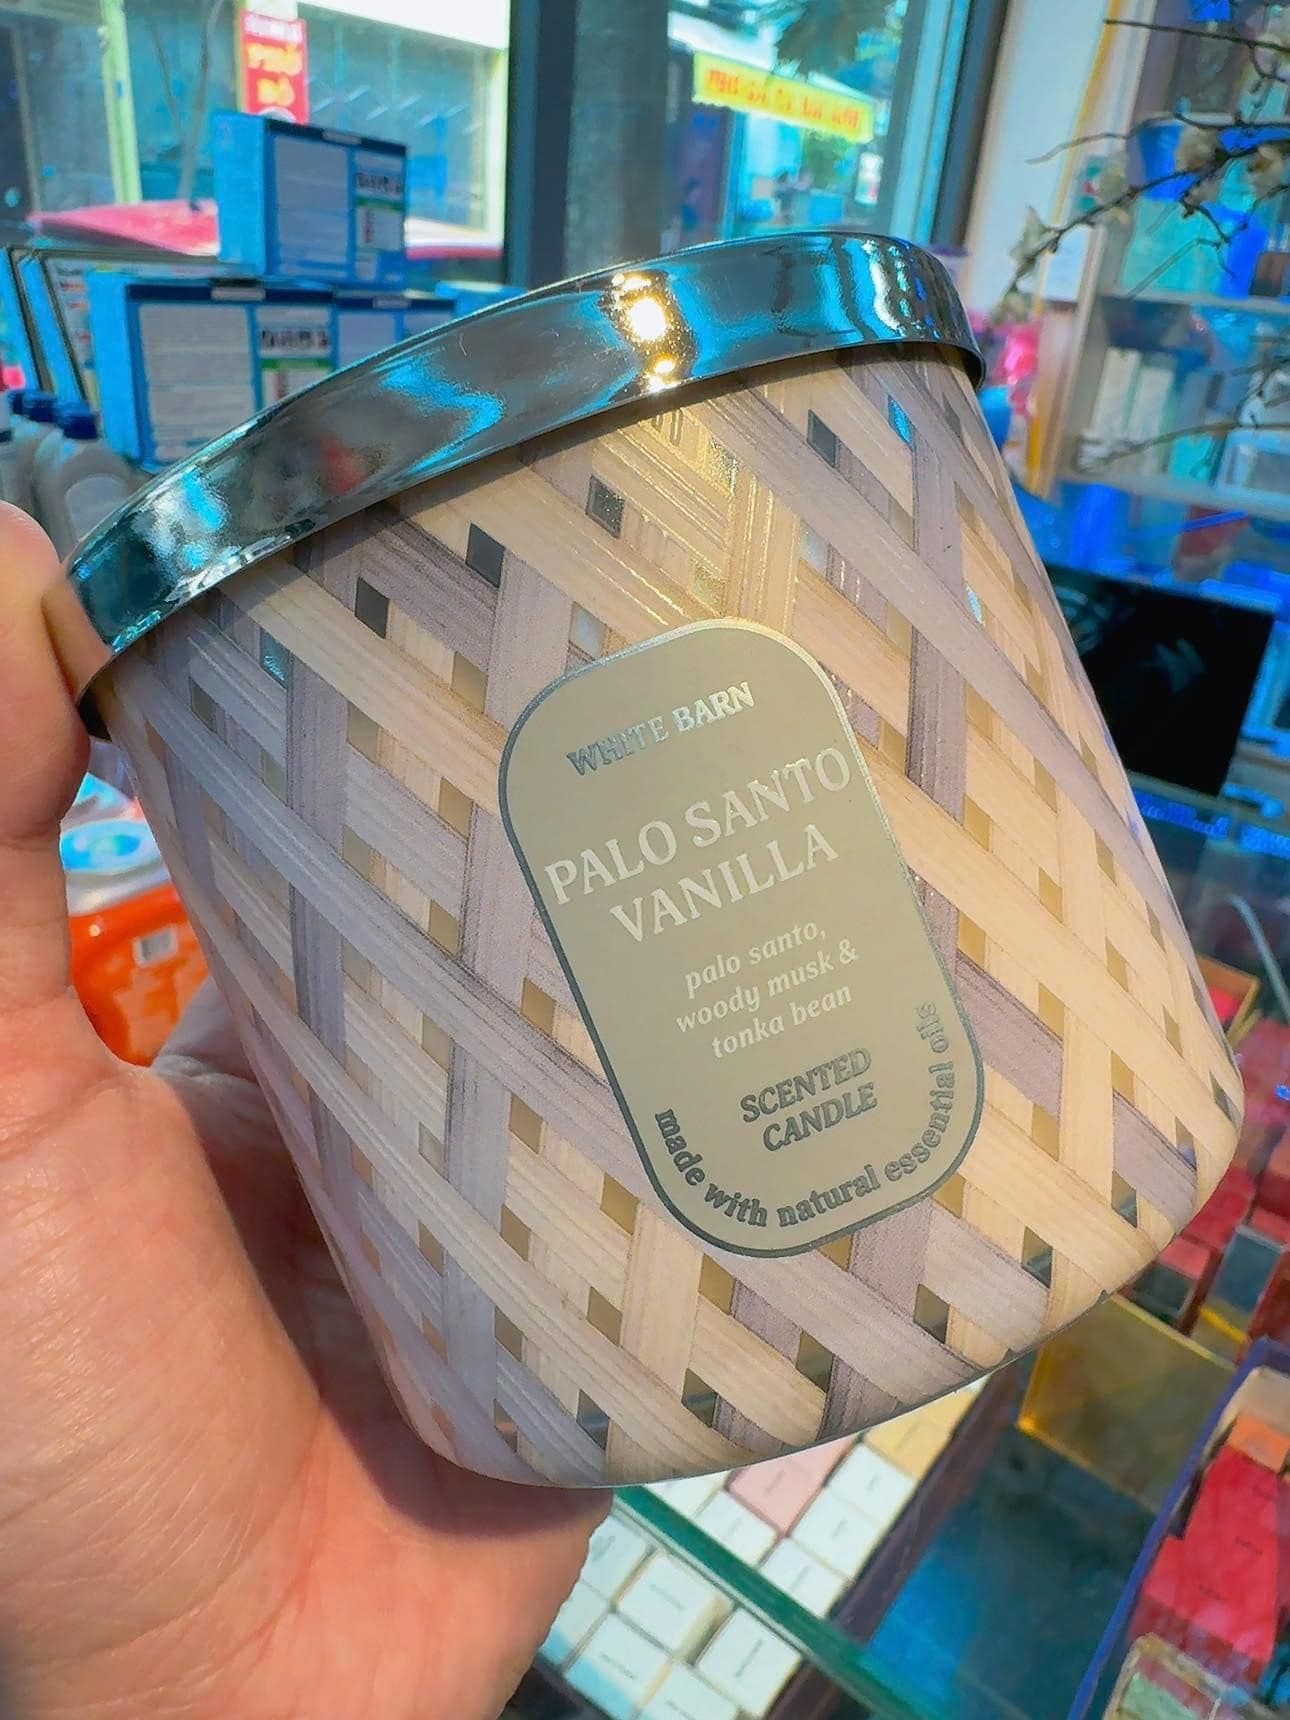 WHITE BARN
PALO SANTO
VANILLA
palo santo,
woody musk &
tonka bean
SCENTED
CANDLE
made with natural essential oils